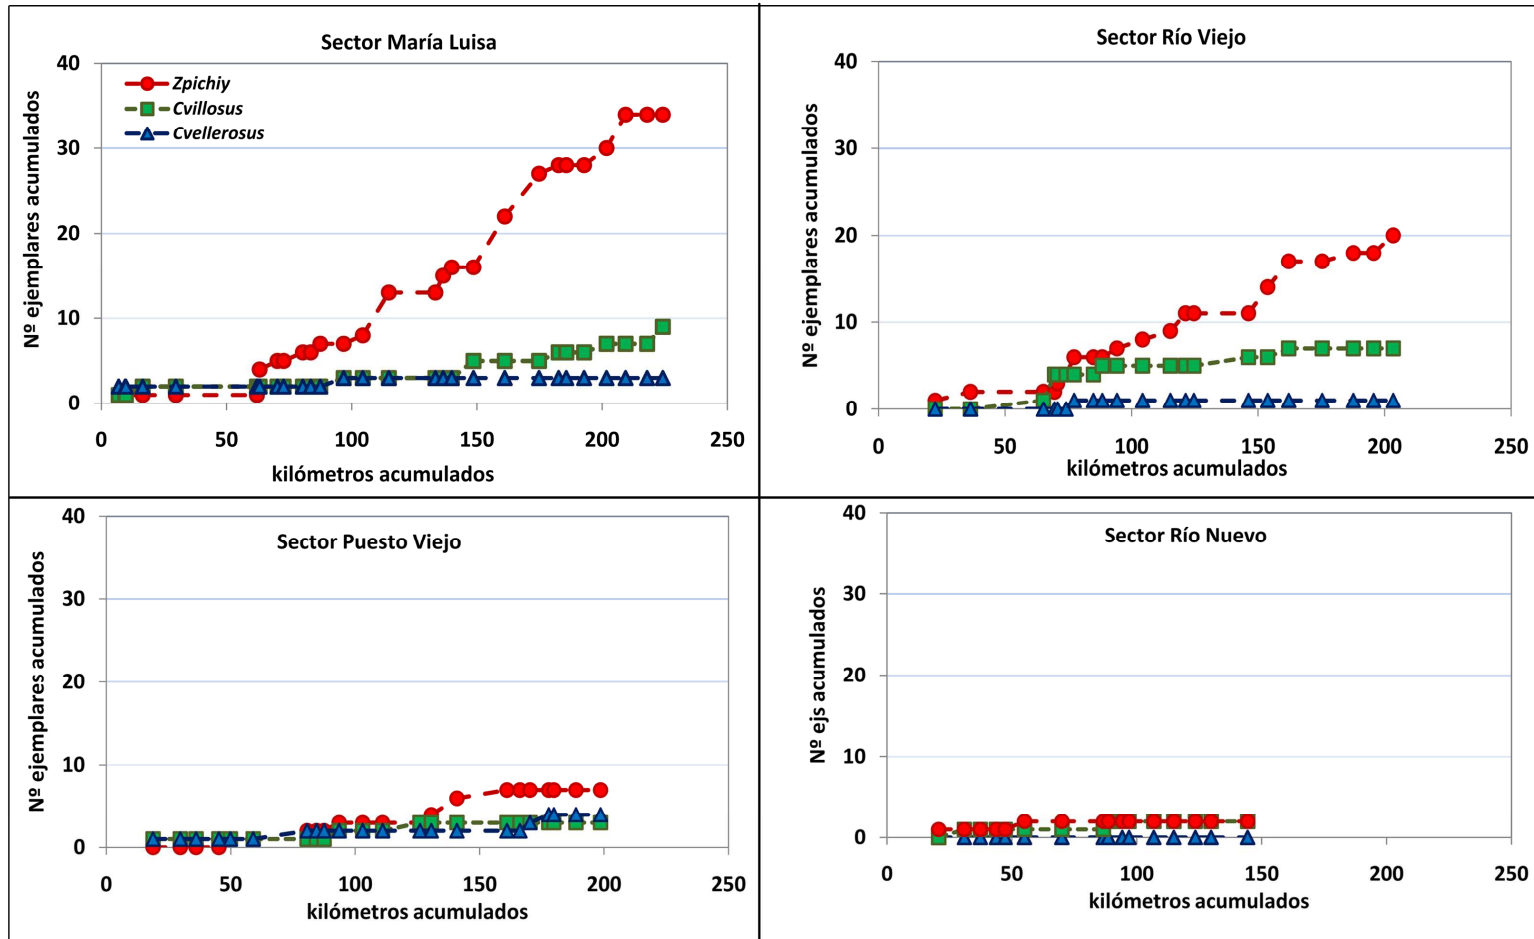 Sector María Luisa
Nº ejemplares acumulados
40
30
20
10
0
Zpichiy
Cvillosus
Cvellerosus
0 50 100 150 200 250
kilómetros acumulados
Sector Río Viejo
Nº ejemplares acumulados
40
30
20
10
0
0 50 100 150 200 250
kilómetros acumulados
Sector Puesto Viejo
Nº ejemplares acumulados
40
30
20
10
0
0 50 100 150 200 250
kilómetros acumulados
Sector Río Nuevo
Nº ejs acumulados
40
30
20
10
0
0 50 100 150 200 250
kilómetros acumulados